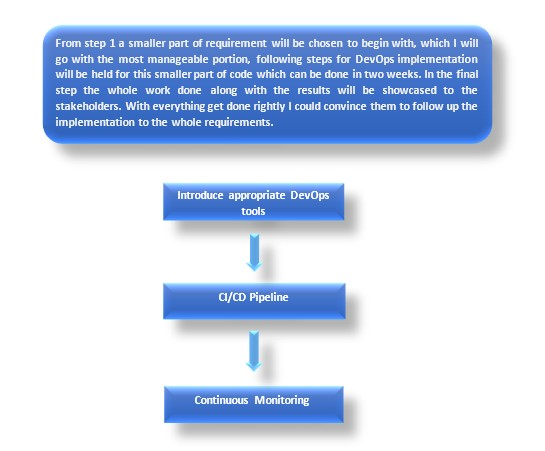 From step 1 a smaller part of requirement will be chosen to begin with, which I will
go with the most manageable portion, following steps for DevOps implementation
will be held for this smaller part of code which can be done in two weeks. In the final
step the whole work done along with the results will be showcased to the
stakeholders. With everything get done rightly I could convince them to follow up the
implementation to the whole requirements.
Introduce appropriate DevOps
tools
CI/CD Pipeline
Continuous Monitoring